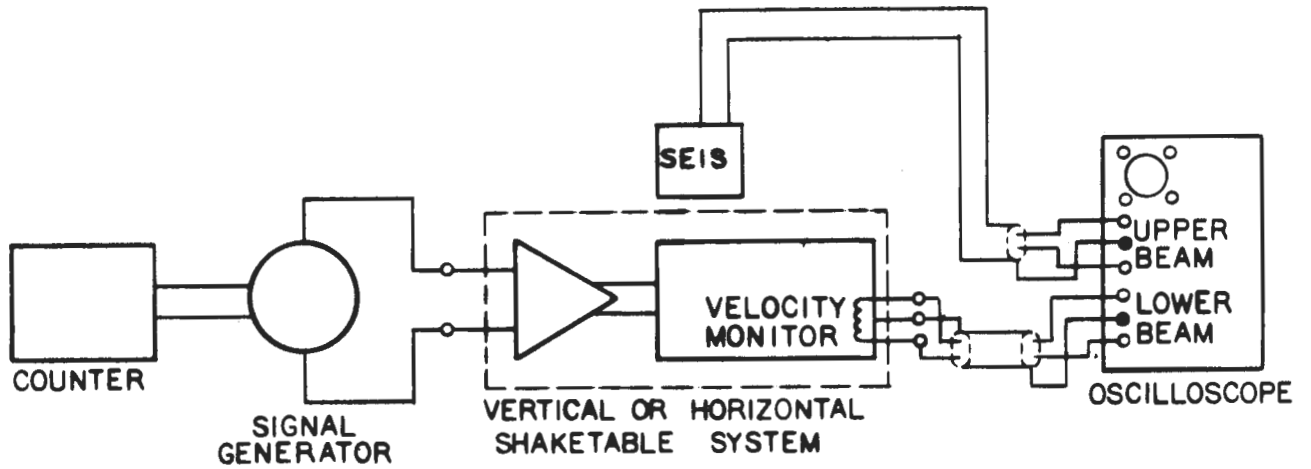 SEIS
UPPER
BEAM
LOWER
BEAM
VELOCITY
MONITOR
COUNTER
SIGNAL
GENERATOR
VERTICAL OR HORIZONTAL
SHAKETABLE SYSTEM
OSCILLOSCOPE